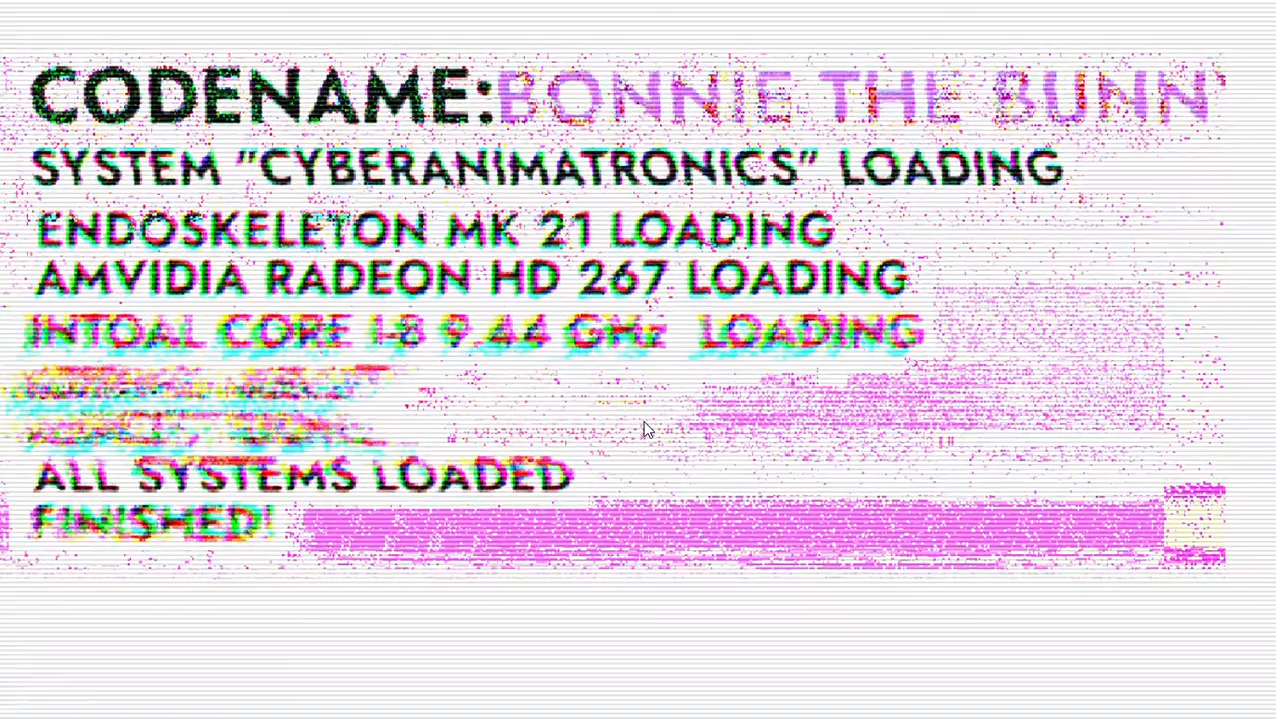 CODENAME:BONNIE THE BUNN
SYSTEM "CYBERANIMATRONICS" LOADING
ENDOSKELETON MK 21 LOADING
AMVIDIA RADEON HD 267 LOADING
INTOAL CORE I-8 9.44 GHz LOADING
ALL SYSTEMS LOADED
FINISHED!